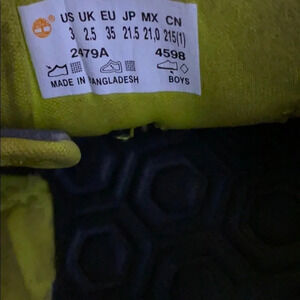 US UK EU JP MX CN
3 2.5 35 21.5 21,0 215(1)
2479A 4598
MADE IN BANGLADESH BOYS